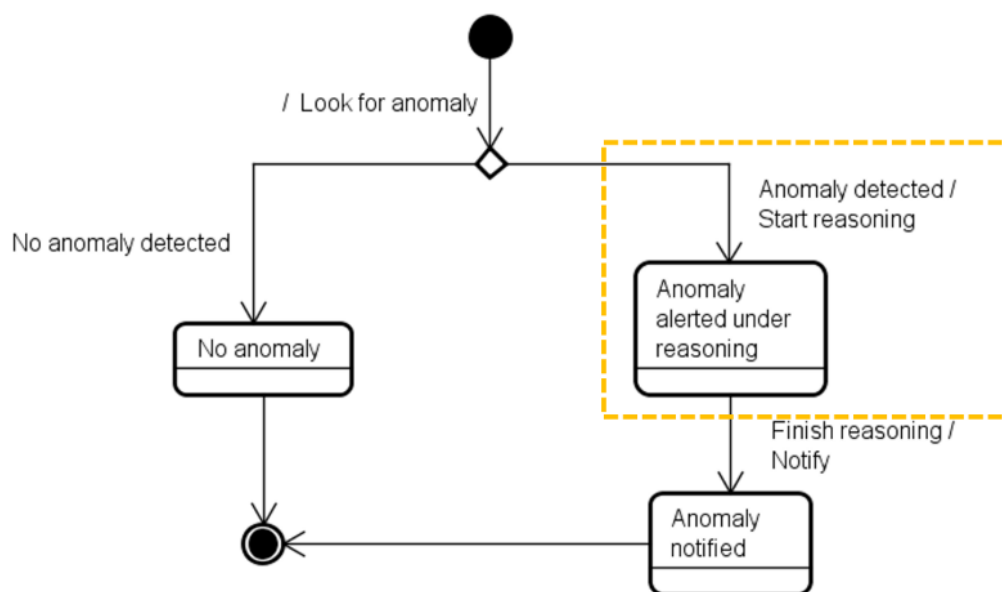 / Look for anomaly
Anomaly detected /
Start reasoning
No anomaly detected
Anomaly
alerted under
reasoning
No anomaly
Finish reasoning /
Notify
Anomaly
notified